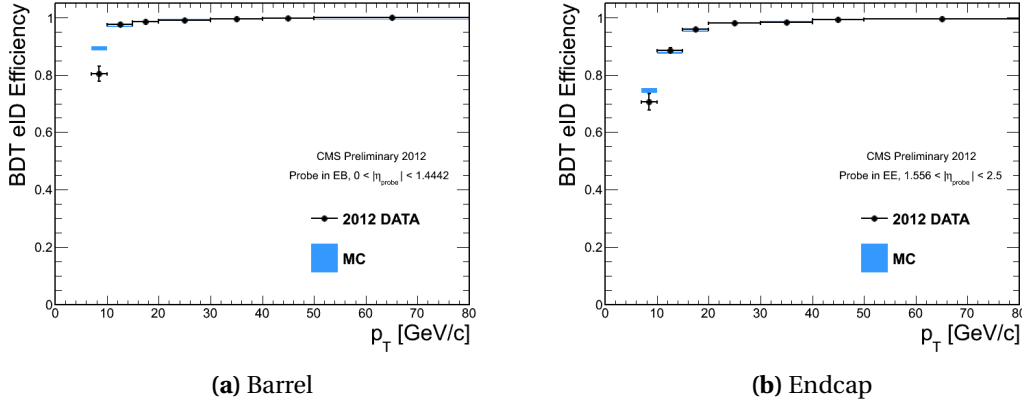 BDT eID Efficiency
1
0.8
0.6
0.4
0.2
0
CMS Preliminary 2012
Probe in EB, 0 < |η_probe| < 1.4442
2012 DATA
MC
0 10 20 30 40 50 60 70 80
p_T [GeV/c]
(a) Barrel
BDT eID Efficiency
1
0.8
0.6
0.4
0.2
0
CMS Preliminary 2012
Probe in EE, 1.556 < |η_probe| < 2.5
2012 DATA
MC
0 10 20 30 40 50 60 70 80
p_T [GeV/c]
(b) Endcap